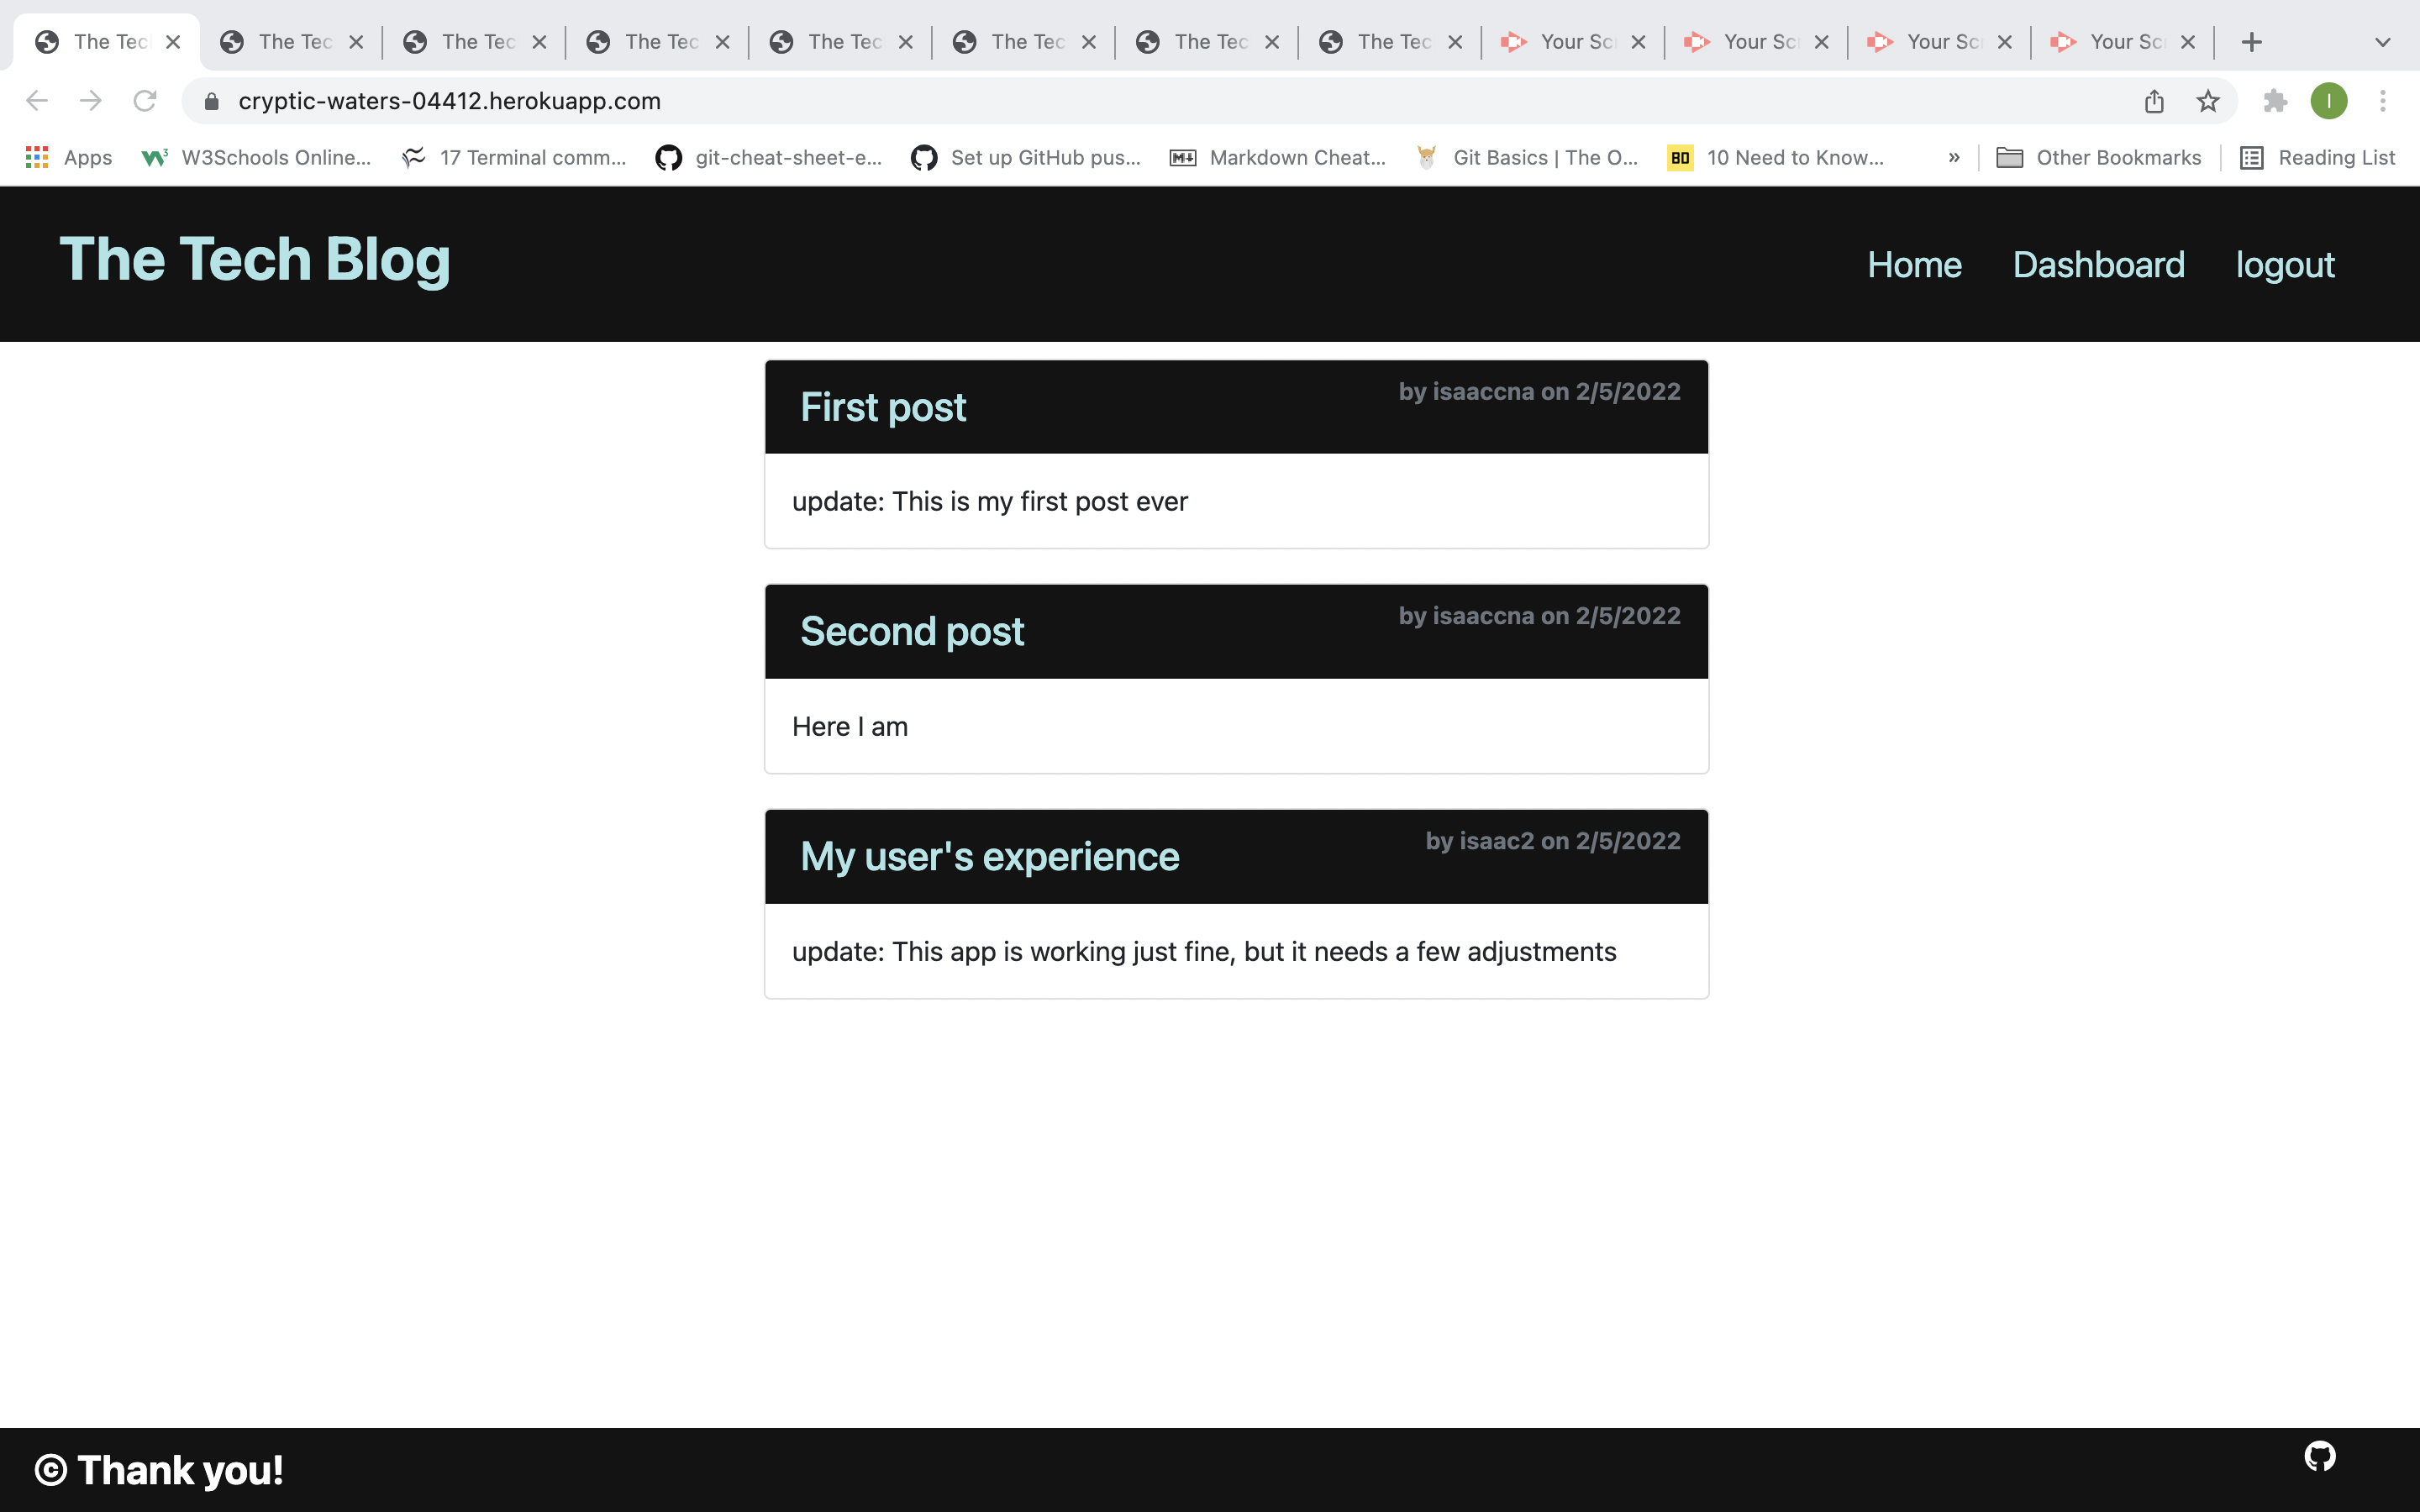 The Tec The Tec The Tec The Tec The Tec The Tec The Tec The Tec Your Sc Your Sc Your Sc Your Sc
cryptic-waters-04412.herokuapp.com I
Apps W3Schools Online... 17 Terminal comm... git-cheat-sheet-e... Set up GitHub pus... Markdown Cheat... Git Basics | The O... 10 Need to Know... » Other Bookmarks Reading List
The Tech Blog Home Dashboard logout
First post by isaaccna on 2/5/2022
update: This is my first post ever
Second post by isaaccna on 2/5/2022
Here I am
My user's experience by isaac2 on 2/5/2022
update: This app is working just fine, but it needs a few adjustments
© Thank you!